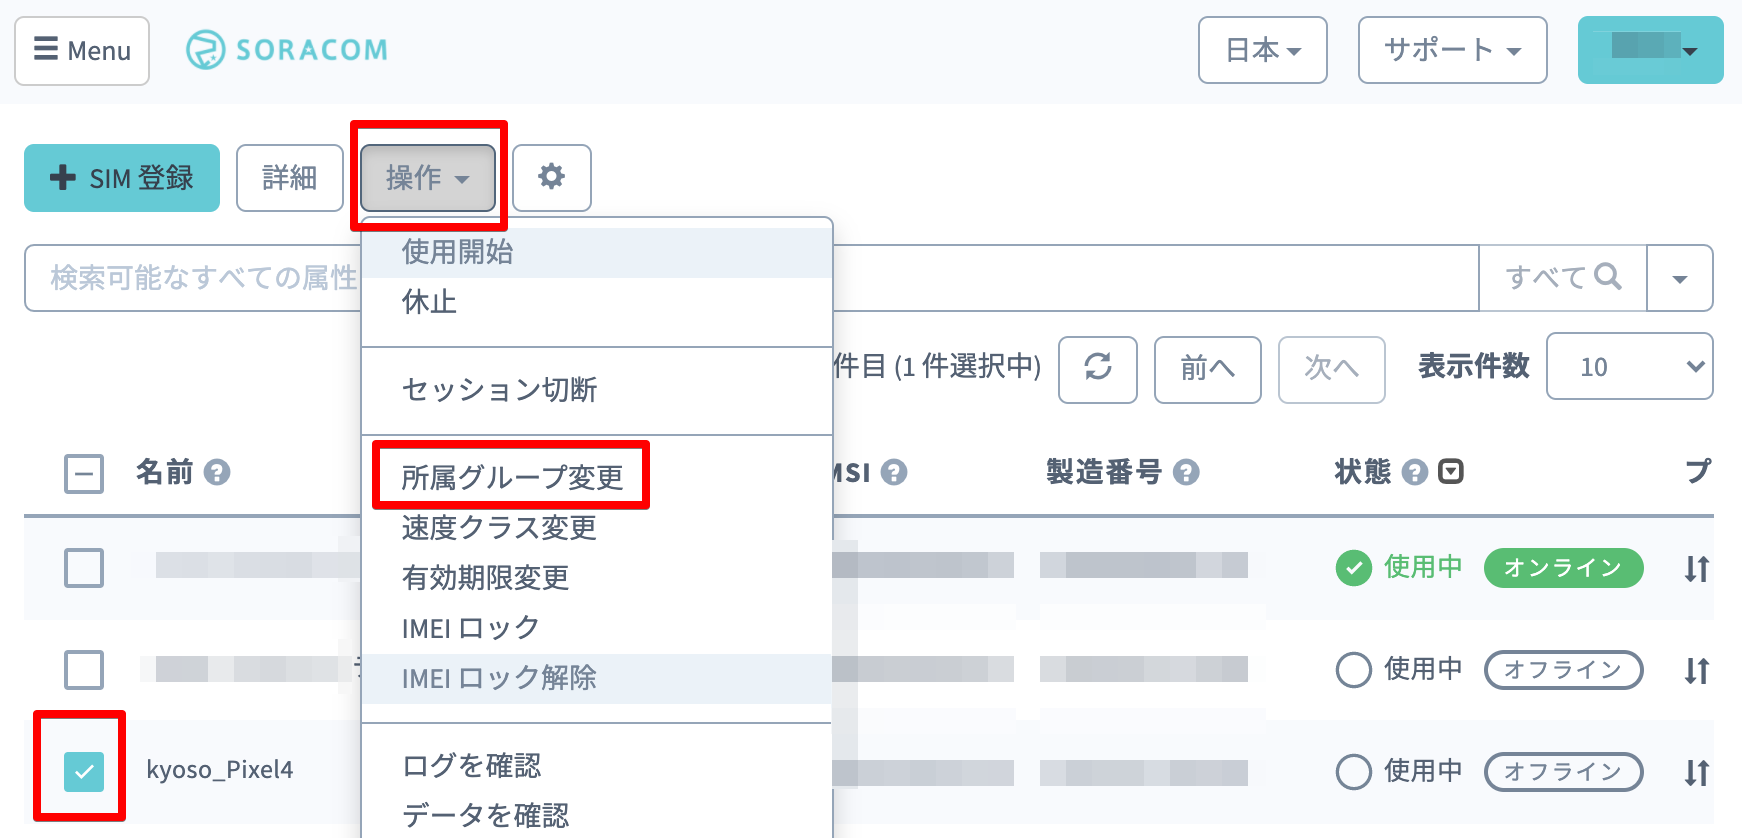 Menu
SORACOM
日本
サポート
SIM 登録
詳細
操作
検索可能なすべての属性
すべて
使用開始
休止
セッション切断
所属グループ変更
速度クラス変更
有効期限変更
IMEI ロック
IMEI ロック解除
ログを確認
データを確認
件目 (1 件選択中)
前へ
次へ
表示件数
10
名前
MSI
製造番号
状態
プ
使用中 オンライン
使用中 オフライン
kyoso_Pixel4
使用中 オフライン